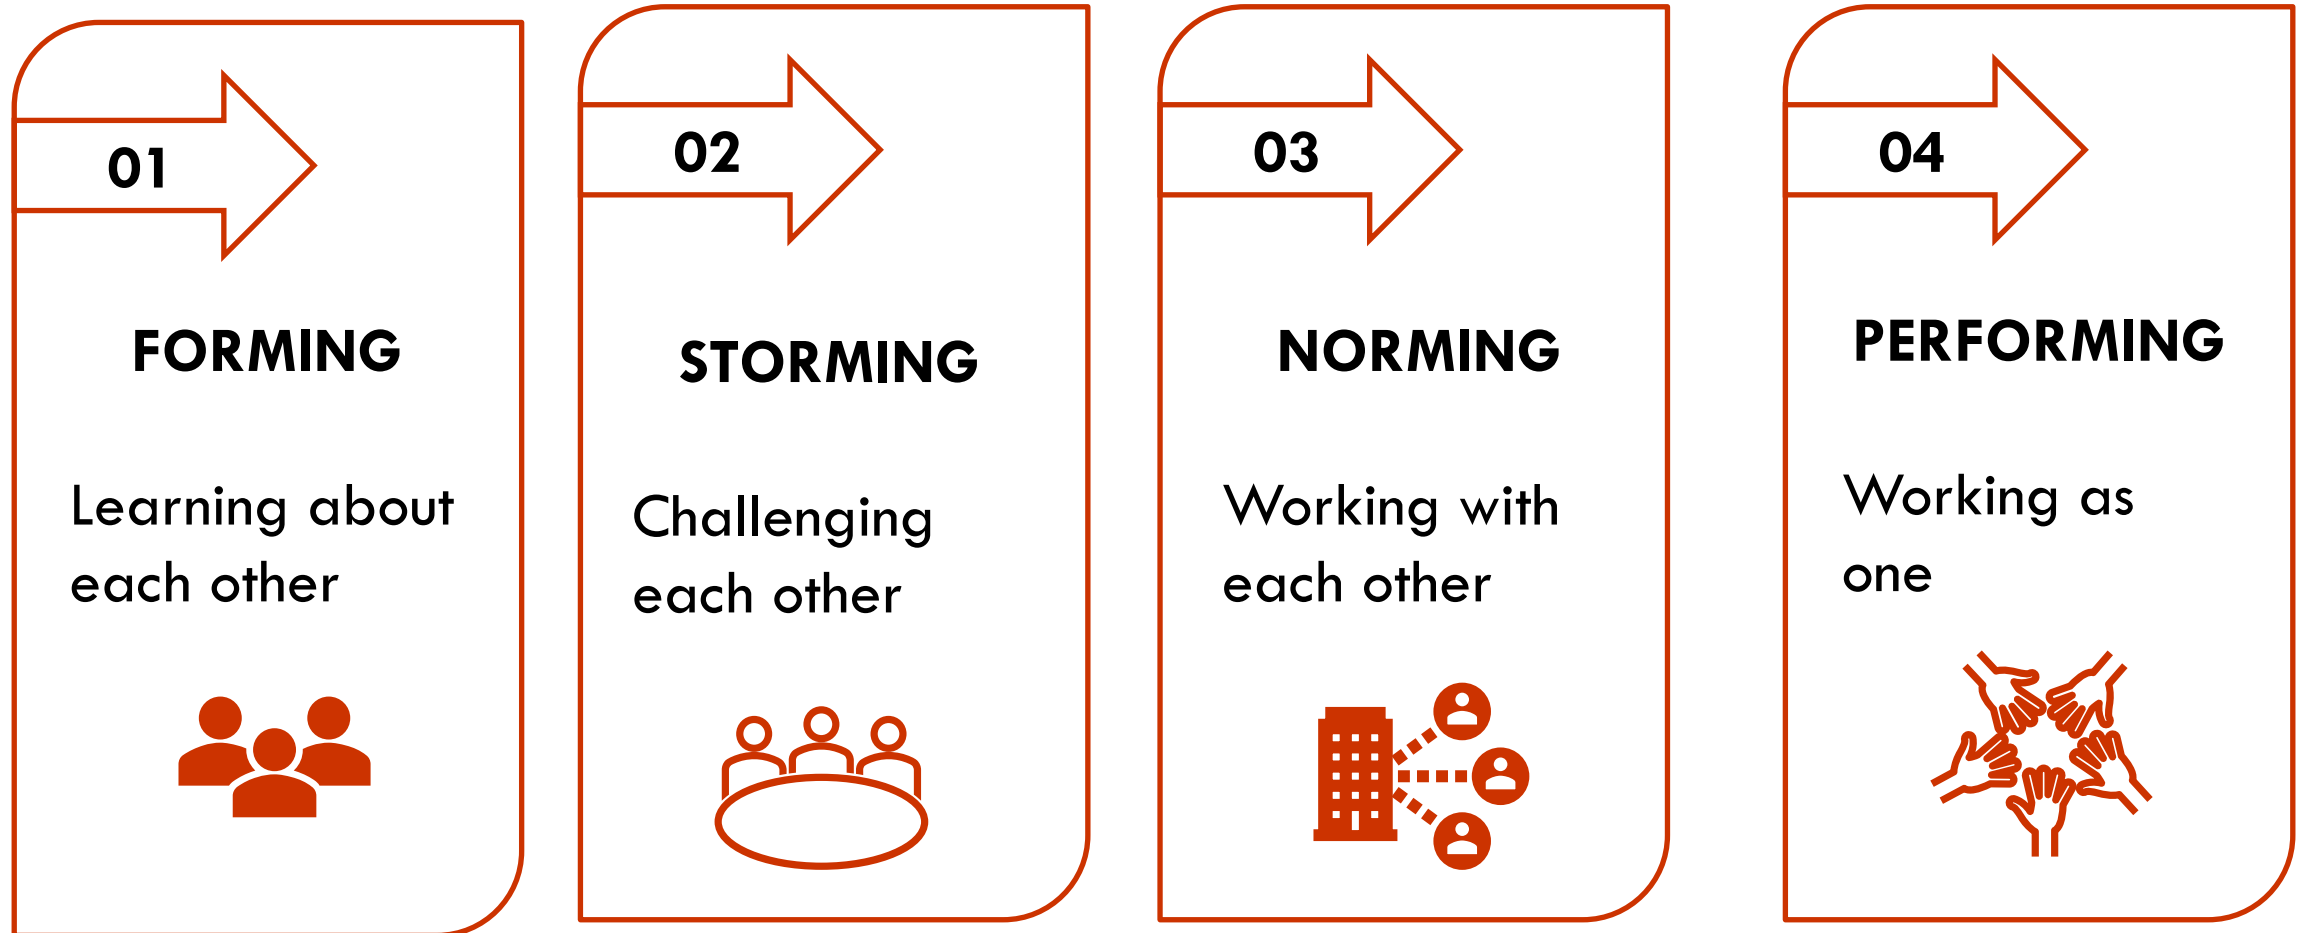 01
FORMING
Learning about
each other
02
STORMING
Challenging
each other
03
NORMING
Working with
each other
04
PERFORMING
Working as
one